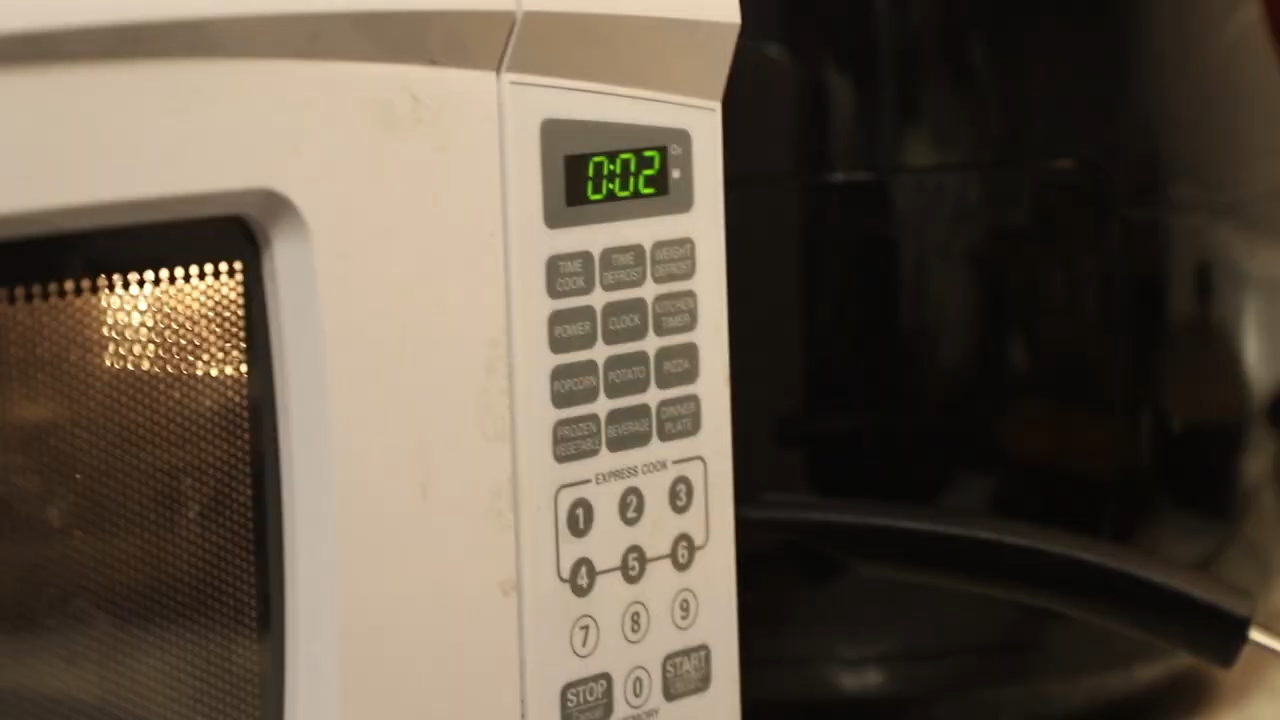 0:02
TIME COOK
TIME DEFROST
WEIGHT DEFROST
POWER
CLOCK
KITCHEN TIMER
POPCORN
POTATO
PIZZA
FROZEN VEGETABLE
BEVERAGE
DINNER PLATE
EXPRESS COOK
1 2 3
4 5 6
7 8 9
STOP
0
START
MEMORY